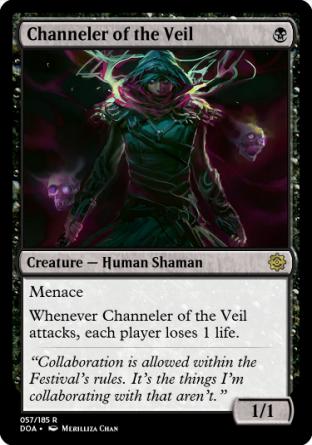 Channeler of the Veil
Creature — Human Shaman
Menace
Whenever Channeler of the Veil
attacks, each player loses 1 life.
“Collaboration is allowed within the
Festival’s rules. It’s the things I’m
collaborating with that aren’t.”
1/1
057/185 R
DOA • MERILLIZA CHAN